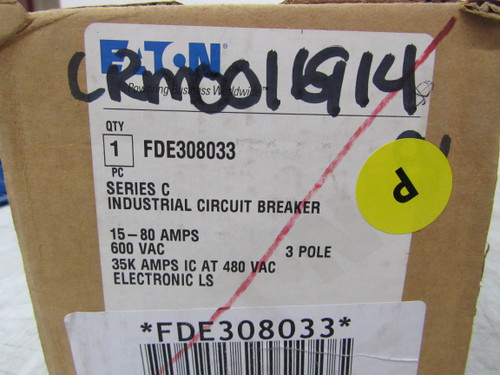 EATON
Powering Business Worldwide
CRM0011914
QTY
1 FDE308033
PC
SERIES C
INDUSTRIAL CIRCUIT BREAKER
15-80 AMPS
600 VAC 3 POLE
35K AMPS IC AT 480 VAC
ELECTRONIC LS
d
*FDE308033*